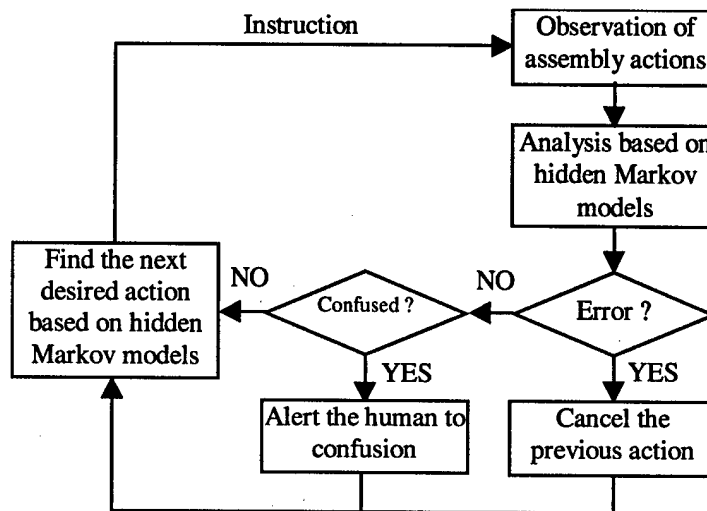 Instruction
Observation of
assembly actions
Analysis based on
hidden Markov
models
Find the next
desired action
based on hidden
Markov models
NO
Confused ?
NO
Error ?
YES
YES
Alert the human to
confusion
Cancel the
previous action